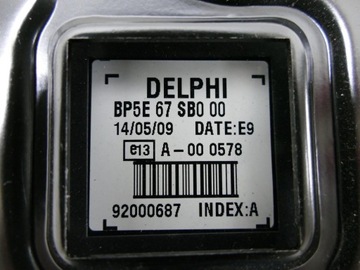 DELPHI
BP5E 67 SB0 00
14/05/09 DATE:E9
e13 A-00 0578
92000687 INDEX:A